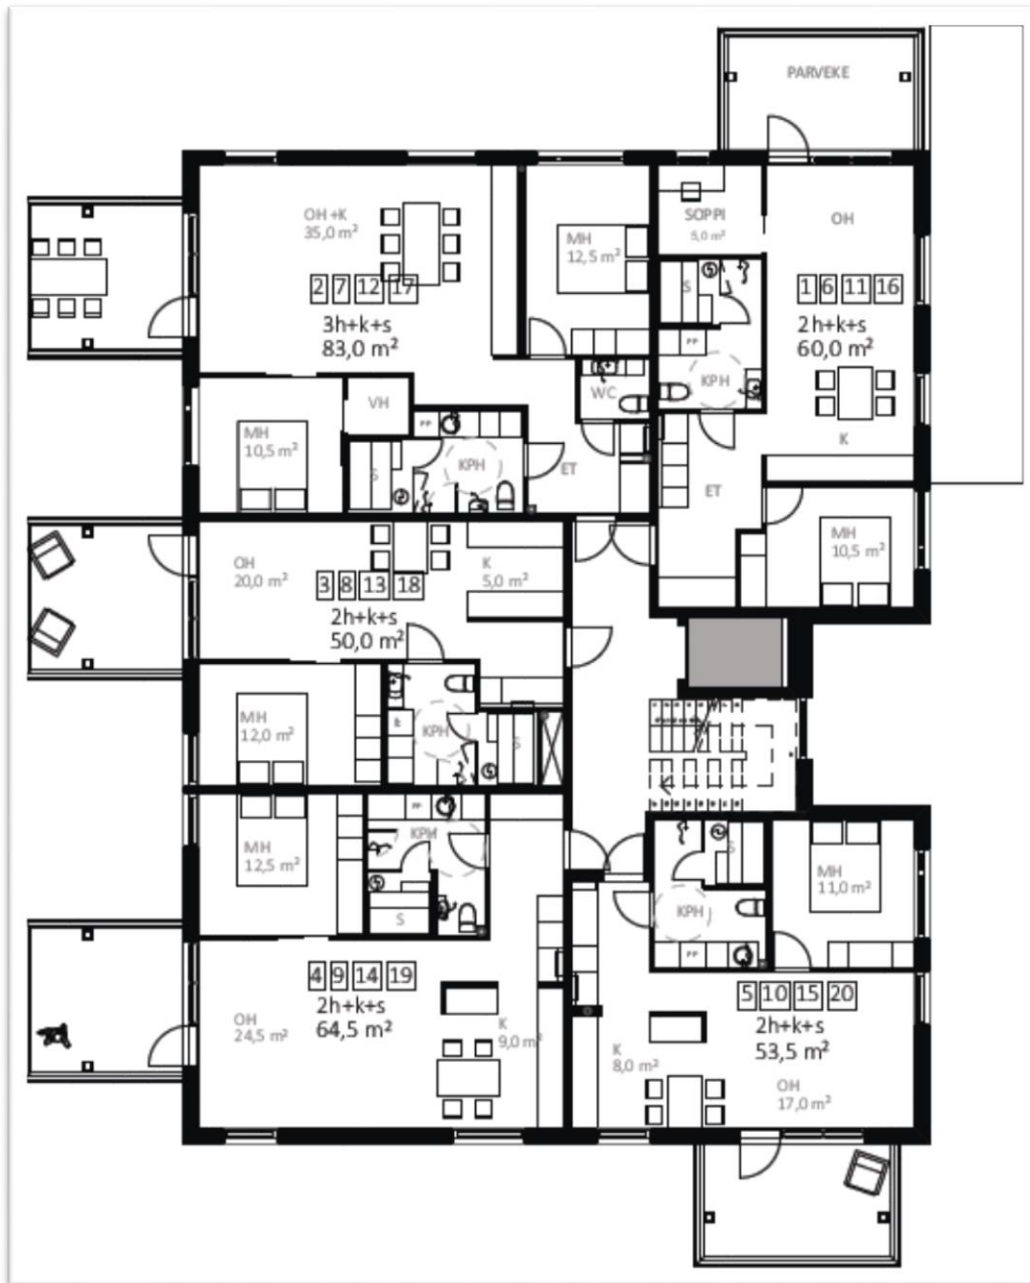 PARVEKE
OH +K
35,0 m²
2 7 12 17
3h+k+s
83,0 m²
MH
12,5 m²
SOPPI
5,0 m²
OH
S
1 6 11 16
2h+k+s
60,0 m²
PP
KPH
WC
K
VH
MH
10,5 m²
PP
S
KPH
ET
ET
MH
10,5 m²
OH
20,0 m²
K
5,0 m²
3 8 13 18
2h+k+s
50,0 m²
MH
12,0 m²
KPH
S
MH
12,5 m²
PP
KPH
S
S
MH
11,0 m²
KPH
PP
4 9 14 19
2h+k+s
64,5 m²
OH
24,5 m²
K
9,0 m²
5 10 15 20
2h+k+s
53,5 m²
K
8,0 m²
OH
17,0 m²